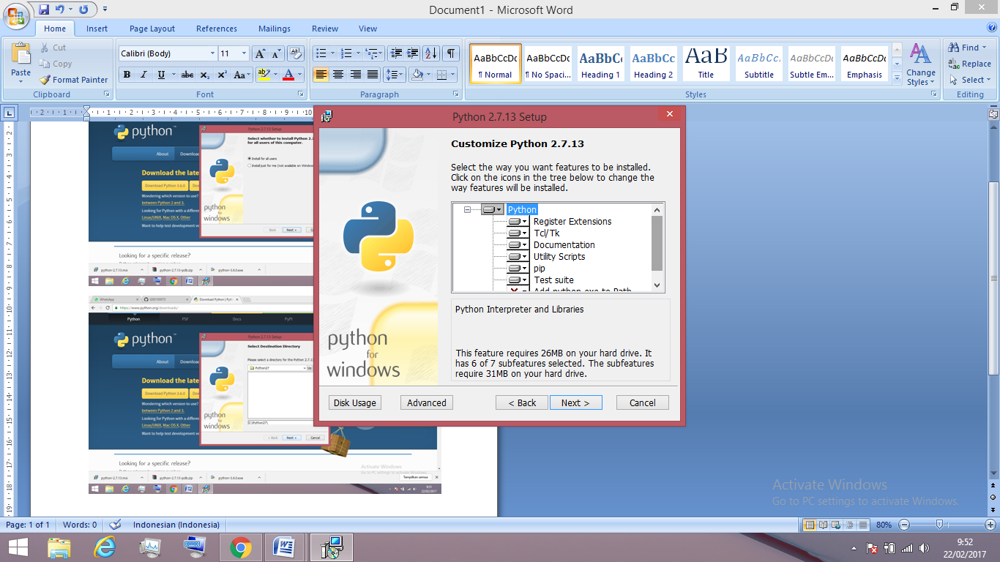 Document1 - Microsoft Word
Home Insert Page Layout References Mailings Review View
Paste
Cut
Copy
Format Painter
Clipboard
Calibri (Body) 11
B I U abc X₂ X² Aa
Font
Paragraph
AaBbCcDc AaBbCcDc AaBbC AaBbCc AaB AaBbCc. AaBbCcDc AaBbCcDc
¶ Normal ¶ No Spaci... Heading 1 Heading 2 Title Subtitle Subtle Em... Emphasis
Change
Styles
Styles
Find
Replace
Select
Editing
python
Python 2.7.13 Setup
Select whether to install Python 2.7
for all users of this computer.
Install for all users
Install just for me (not available on Window
About Download
Download the late
Download Python 3.6.0
Wondering which version to use?
between Python 2 and 3.
Looking for Python with a differe
Linux/UNIX, Mac OS X, Other
Want to help test development ve
python
for
windows
Back Next >
Looking for a specific release?
python-2.7.13.msi python-2.7.13-pdb.zip python-3.6.0.exe
WhatsApp Download Python | Pyth
https://www.python.org/downloads/
Python PSF Docs PyPI
python
Python 2.7.13 Setup
Select Destination Directory
Please select a directory for the Python 2.7.13
Python27 Up
About Download
Download the late
Download Python 3.6.0
Wondering which version to use?
between Python 2 and 3.
Looking for Python with a differe
Linux/UNIX, Mac OS X, Other
Want to help test development ve
python
for
windows
C:\Python27\
< Back Next > Cancel
Looking for a specific release?
Activate Windows
Go to PC settings to activate Windows.
python-2.7.13.msi python-2.7.13-pdb.zip python-3.6.0.exe Tampilkan semua
9:51
22/02/2017
Python 2.7.13 Setup
Customize Python 2.7.13
Select the way you want features to be installed.
Click on the icons in the tree below to change the
way features will be installed.
Python
Register Extensions
Tcl/Tk
Documentation
Utility Scripts
pip
Test suite
Add python.exe to Path
Python Interpreter and Libraries
This feature requires 26MB on your hard drive. It
has 6 of 7 subfeatures selected. The subfeatures
require 31MB on your hard drive.
python
for
windows
Disk Usage Advanced < Back Next > Cancel
Activate Windows
Go to PC settings to activate Windows.
Page: 1 of 1 Words: 0 Indonesian (Indonesia) 80%
9:52
22/02/2017